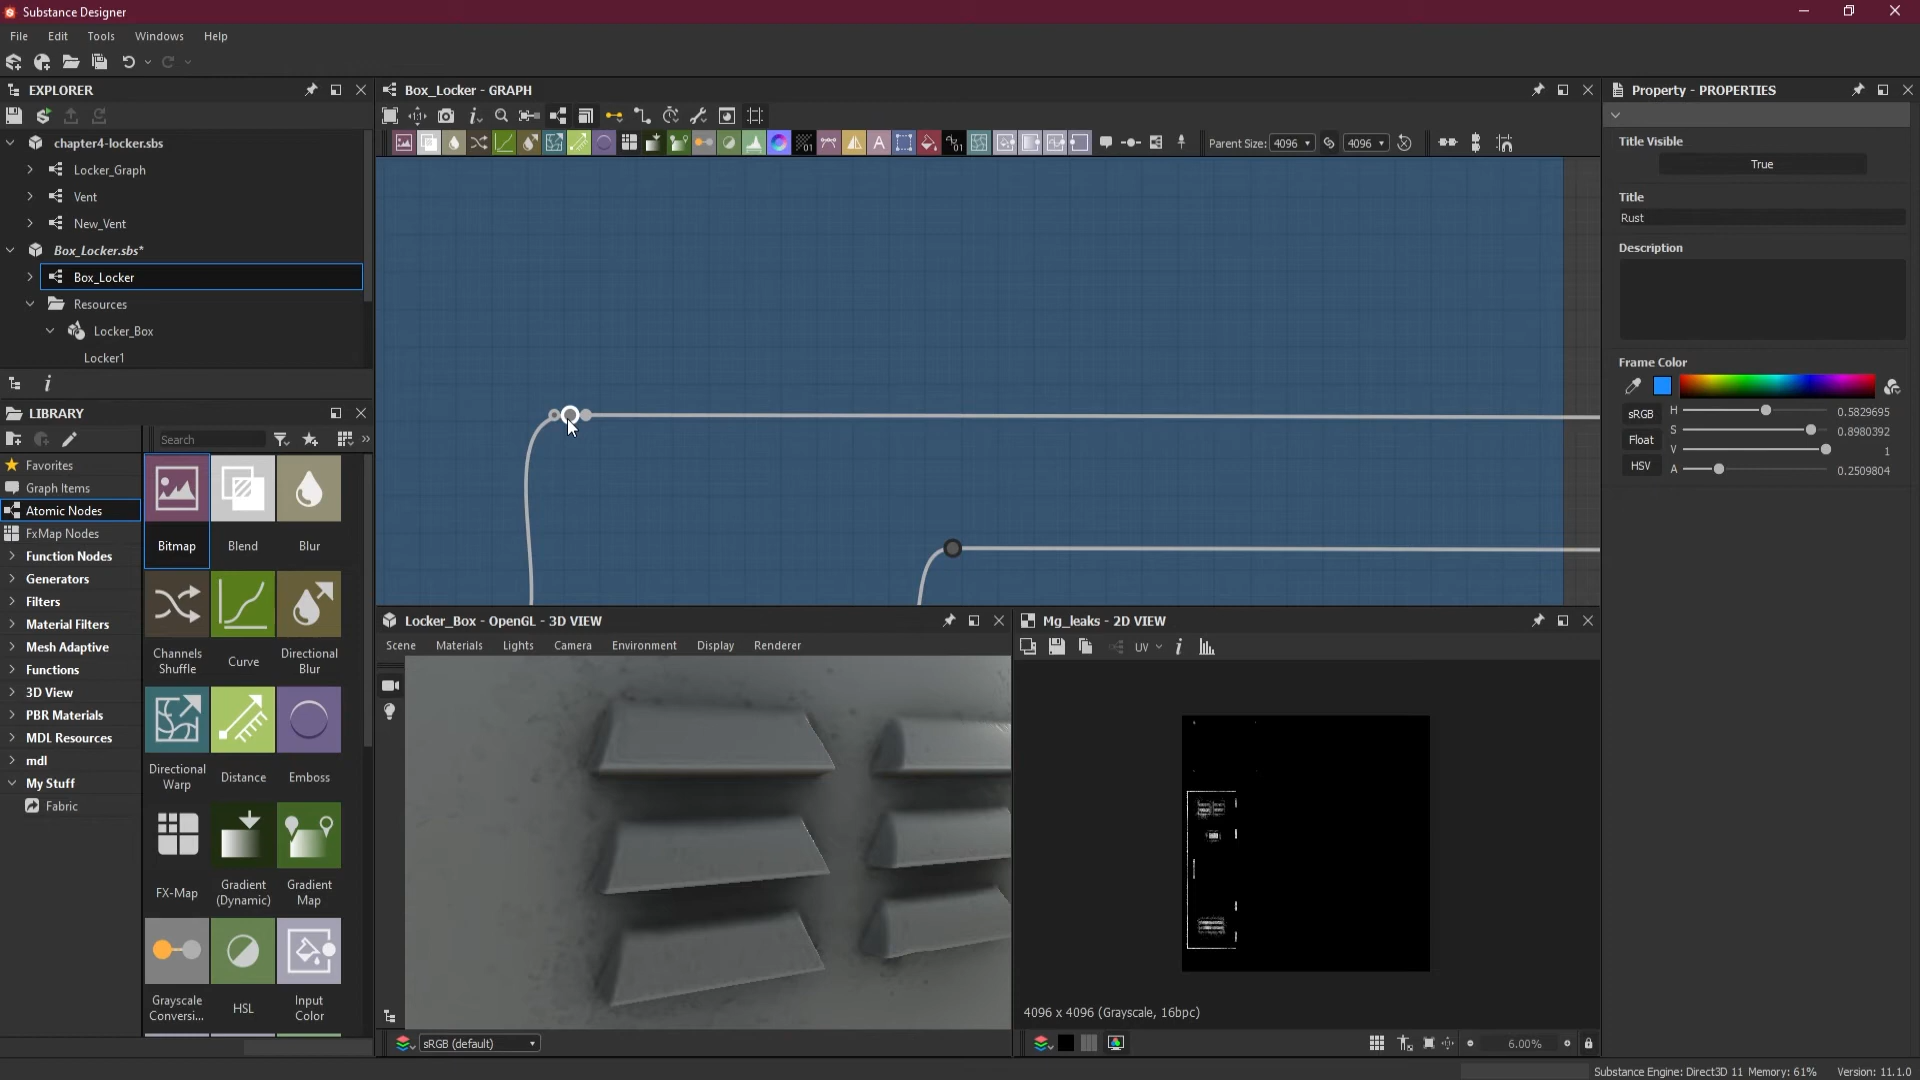 Substance Designer
File Edit Tools Windows Help
EXPLORER
chapter4-locker.sbs
Locker_Graph
Vent
New_Vent
Box_Locker.sbs*
Box_Locker
Resources
Locker_Box
Locker1
Box_Locker - GRAPH
Parent Size: 4096 4096
Property - PROPERTIES
Title Visible
True
Title
Rust
Description
Frame Color
sRGB H 0.5829695
S 0.8980392
Float
V 1
HSV A 0.2509804
LIBRARY
Search
Favorites
Graph Items
Atomic Nodes
FxMap Nodes
Function Nodes
Generators
Filters
Material Filters
Mesh Adaptive
Functions
3D View
PBR Materials
MDL Resources
mdl
My Stuff
Fabric
Bitmap Blend Blur
Channels Shuffle Curve Directional Blur
Directional Warp Distance Emboss
FX-Map Gradient (Dynamic) Gradient Map
Grayscale Conversi... HSL Input Color
Locker_Box - OpenGL - 3D VIEW
Scene Materials Lights Camera Environment Display Renderer
sRGB (default)
Mg_leaks - 2D VIEW
UV
4096 x 4096 (Grayscale, 16bpc)
6.00%
Substance Engine: Direct3D 11 Memory: 61% Version: 11.1.0